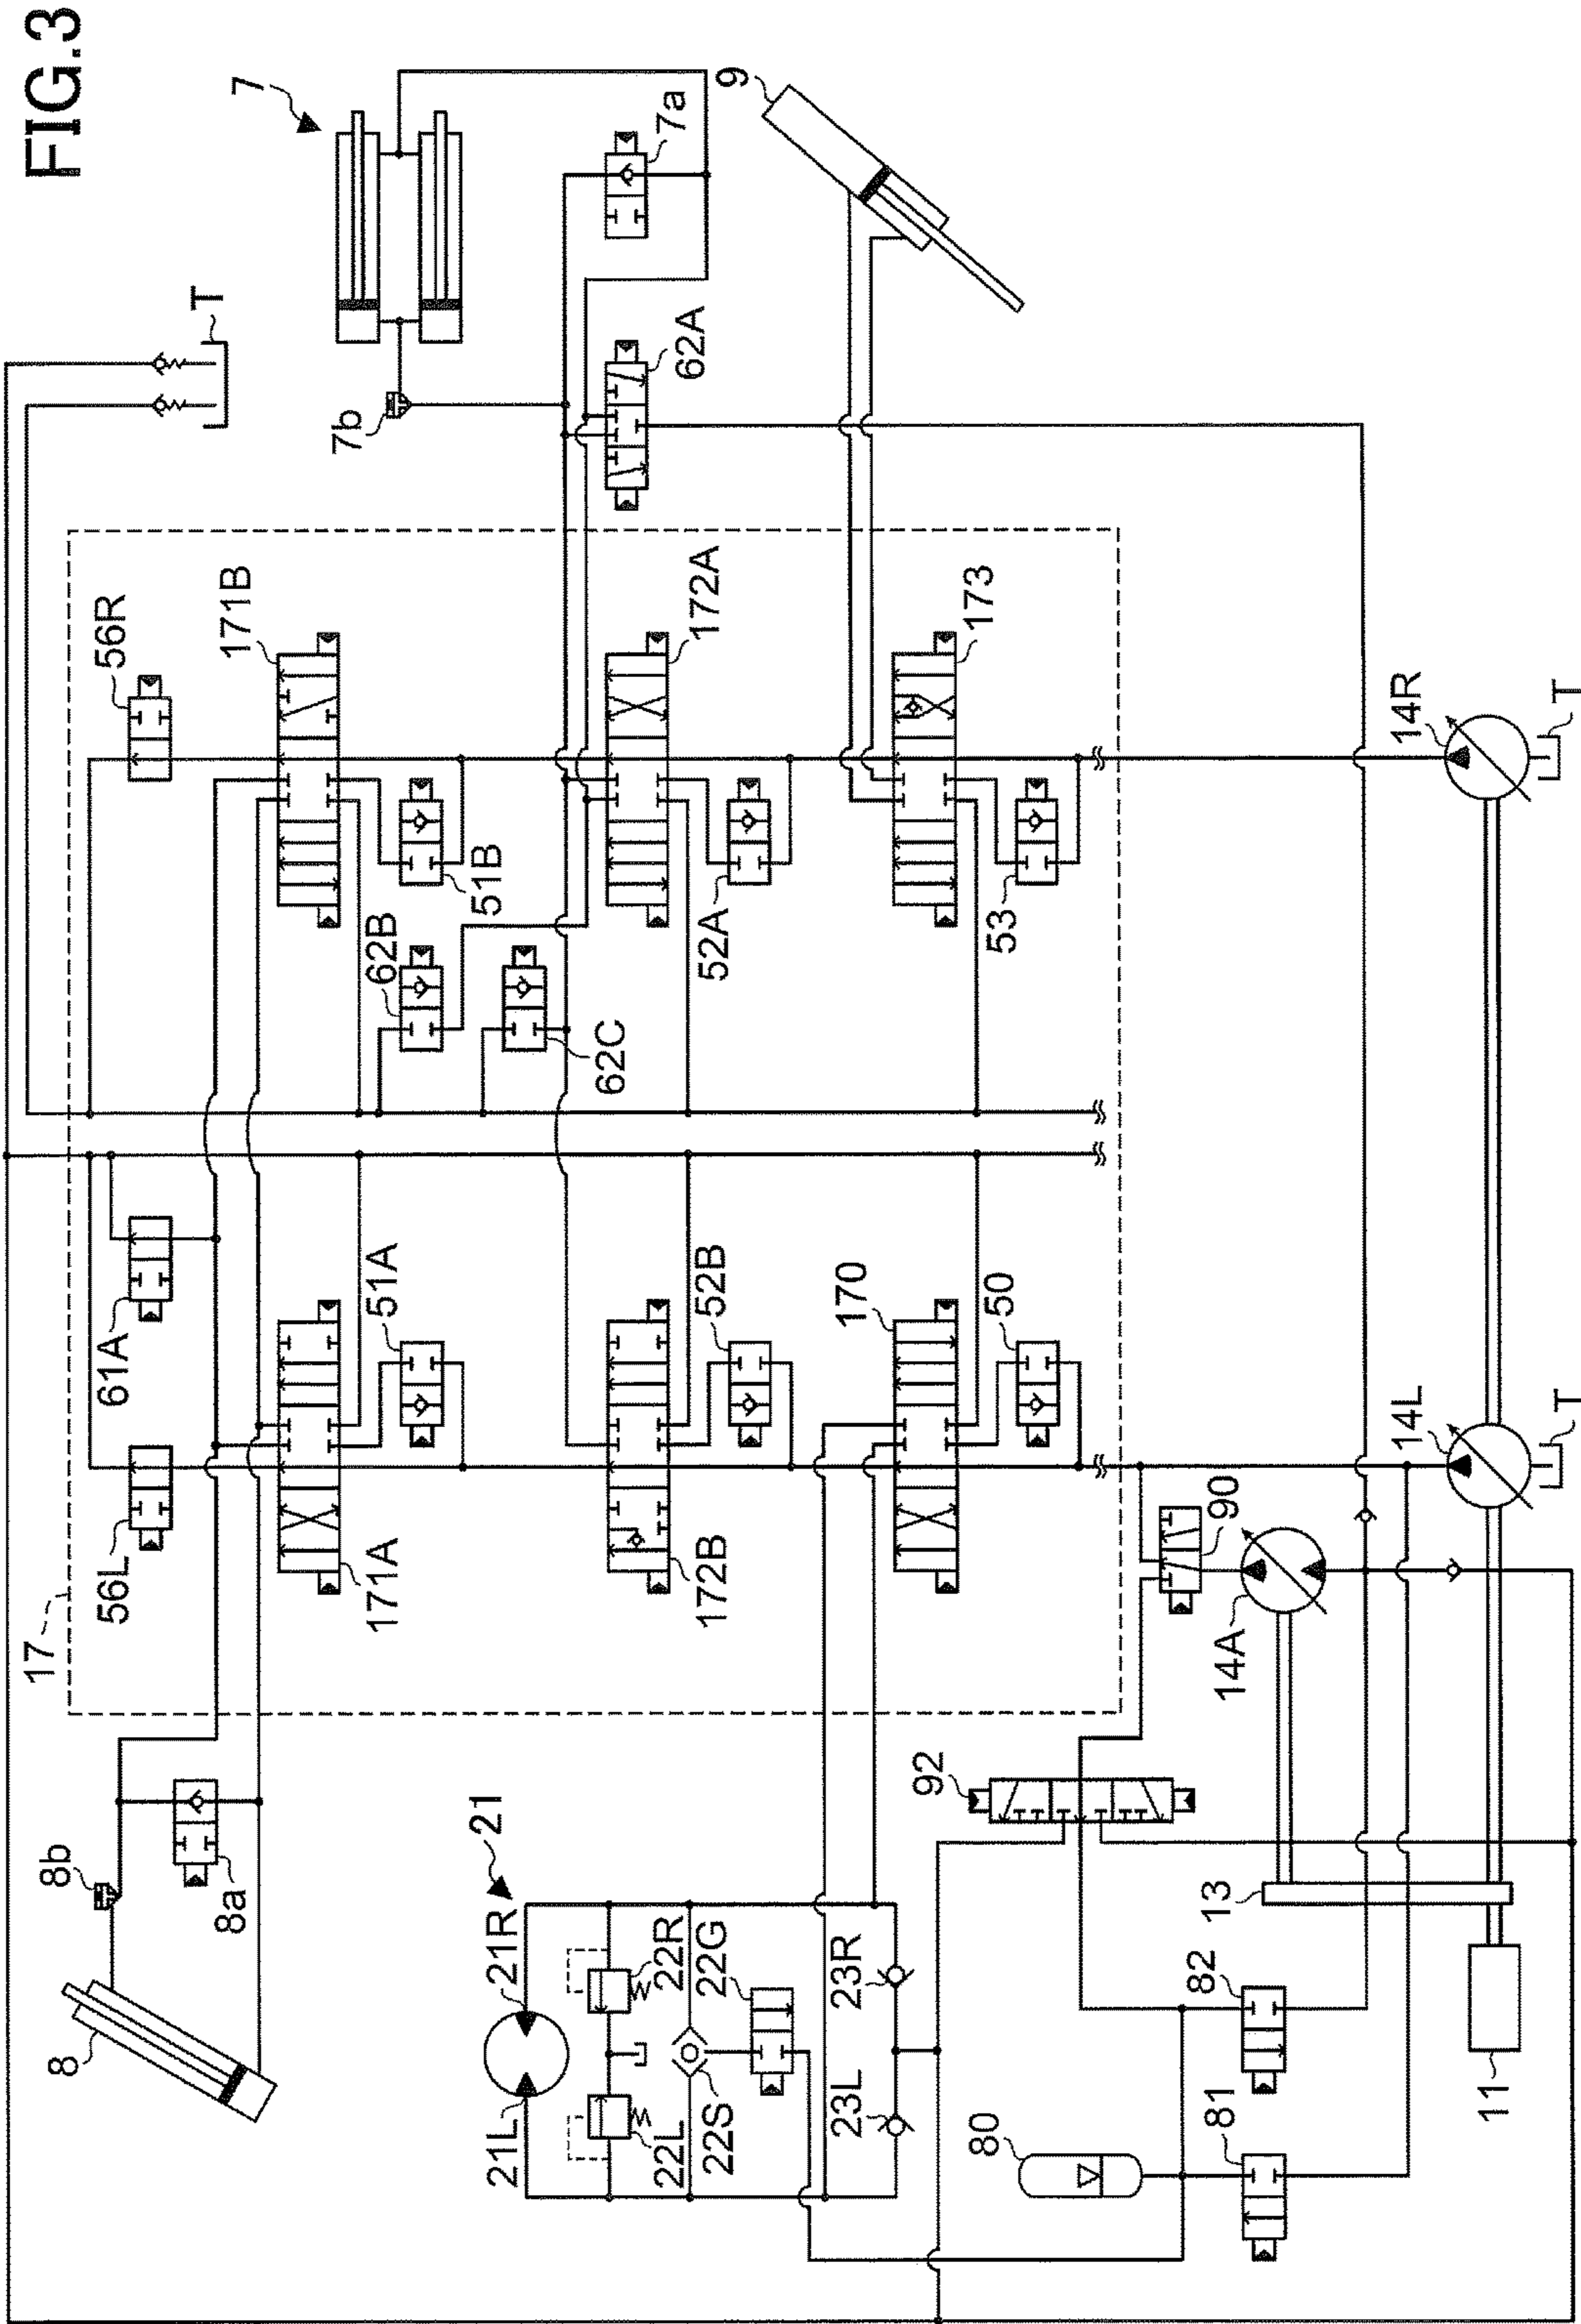 FIG.3
7
7a
7b
9
T
62A
56R
171B
172A
173
51B
52A
53
62B
62C
14R
T
61A
51A
52B
170
50
56L
17
171A
172B
14L
T
90
14A
8b
8a
8
21
21R
21L
22R
22G
22L
22S
23R
23L
92
13
82
81
80
11